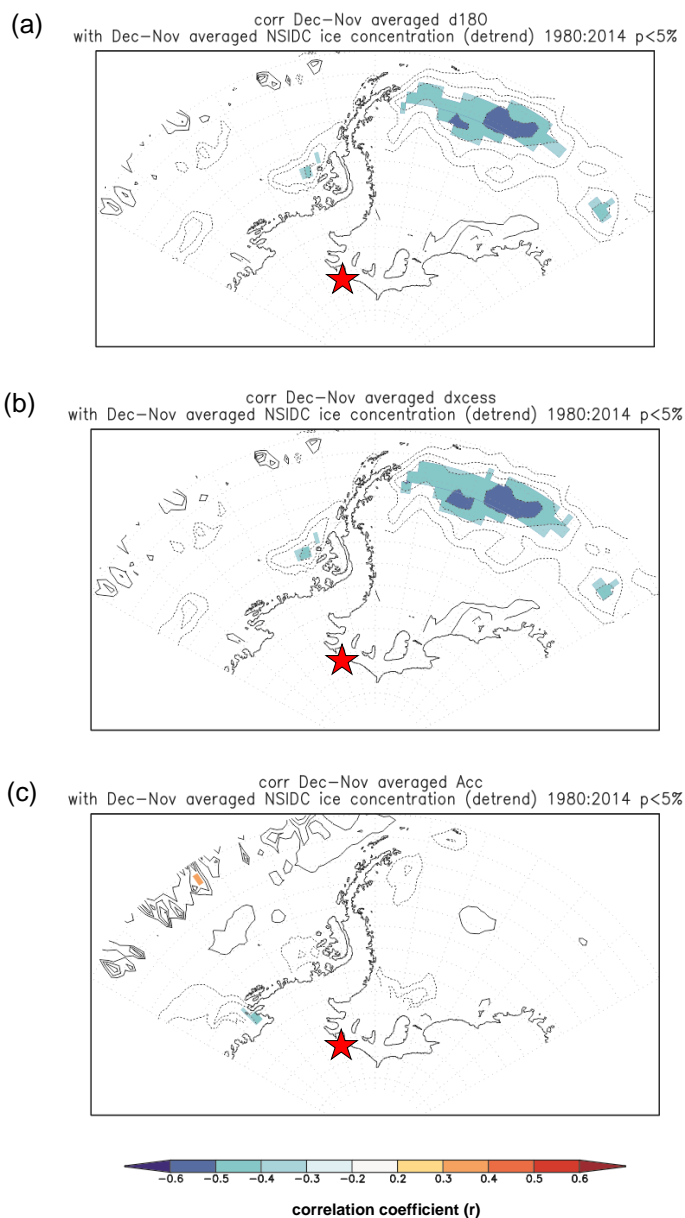 (a)
corr Dec-Nov averaged d18O
with Dec-Nov averaged NSIDC ice concentration (detrend) 1980:2014 p<5%
(b)
corr Dec-Nov averaged dxcess
with Dec-Nov averaged NSIDC ice concentration (detrend) 1980:2014 p<5%
(c)
corr Dec-Nov averaged Acc
with Dec-Nov averaged NSIDC ice concentration (detrend) 1980:2014 p<5%
-0.6 -0.5 -0.4 -0.3 -0.2 0.2 0.3 0.4 0.5 0.6
correlation coefficient (r)